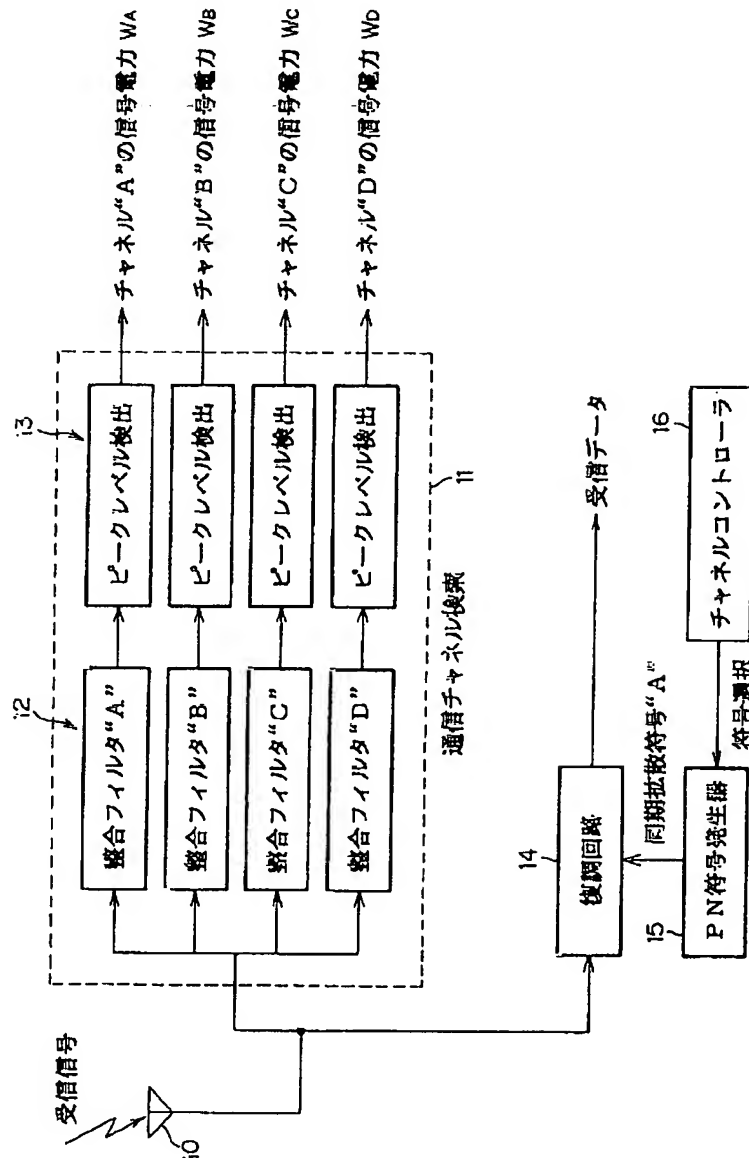 受信信号
10
12
13
整合フィルタ“A”
ピークレベル検出
チャネル“A”の信号電力 WA
整合フィルタ“B”
ピークレベル検出
チャネル“B”の信号電力 WB
整合フィルタ“C”
ピークレベル検出
チャネル“C”の信号電力 WC
整合フィルタ“D”
ピークレベル検出
チャネル“D”の信号電力 WD
11
通信チャネル検索
14
復調回路
受信データ
同期拡散符号“A”
15
PN符号発生器
符号選択
16
チャネルコントローラ